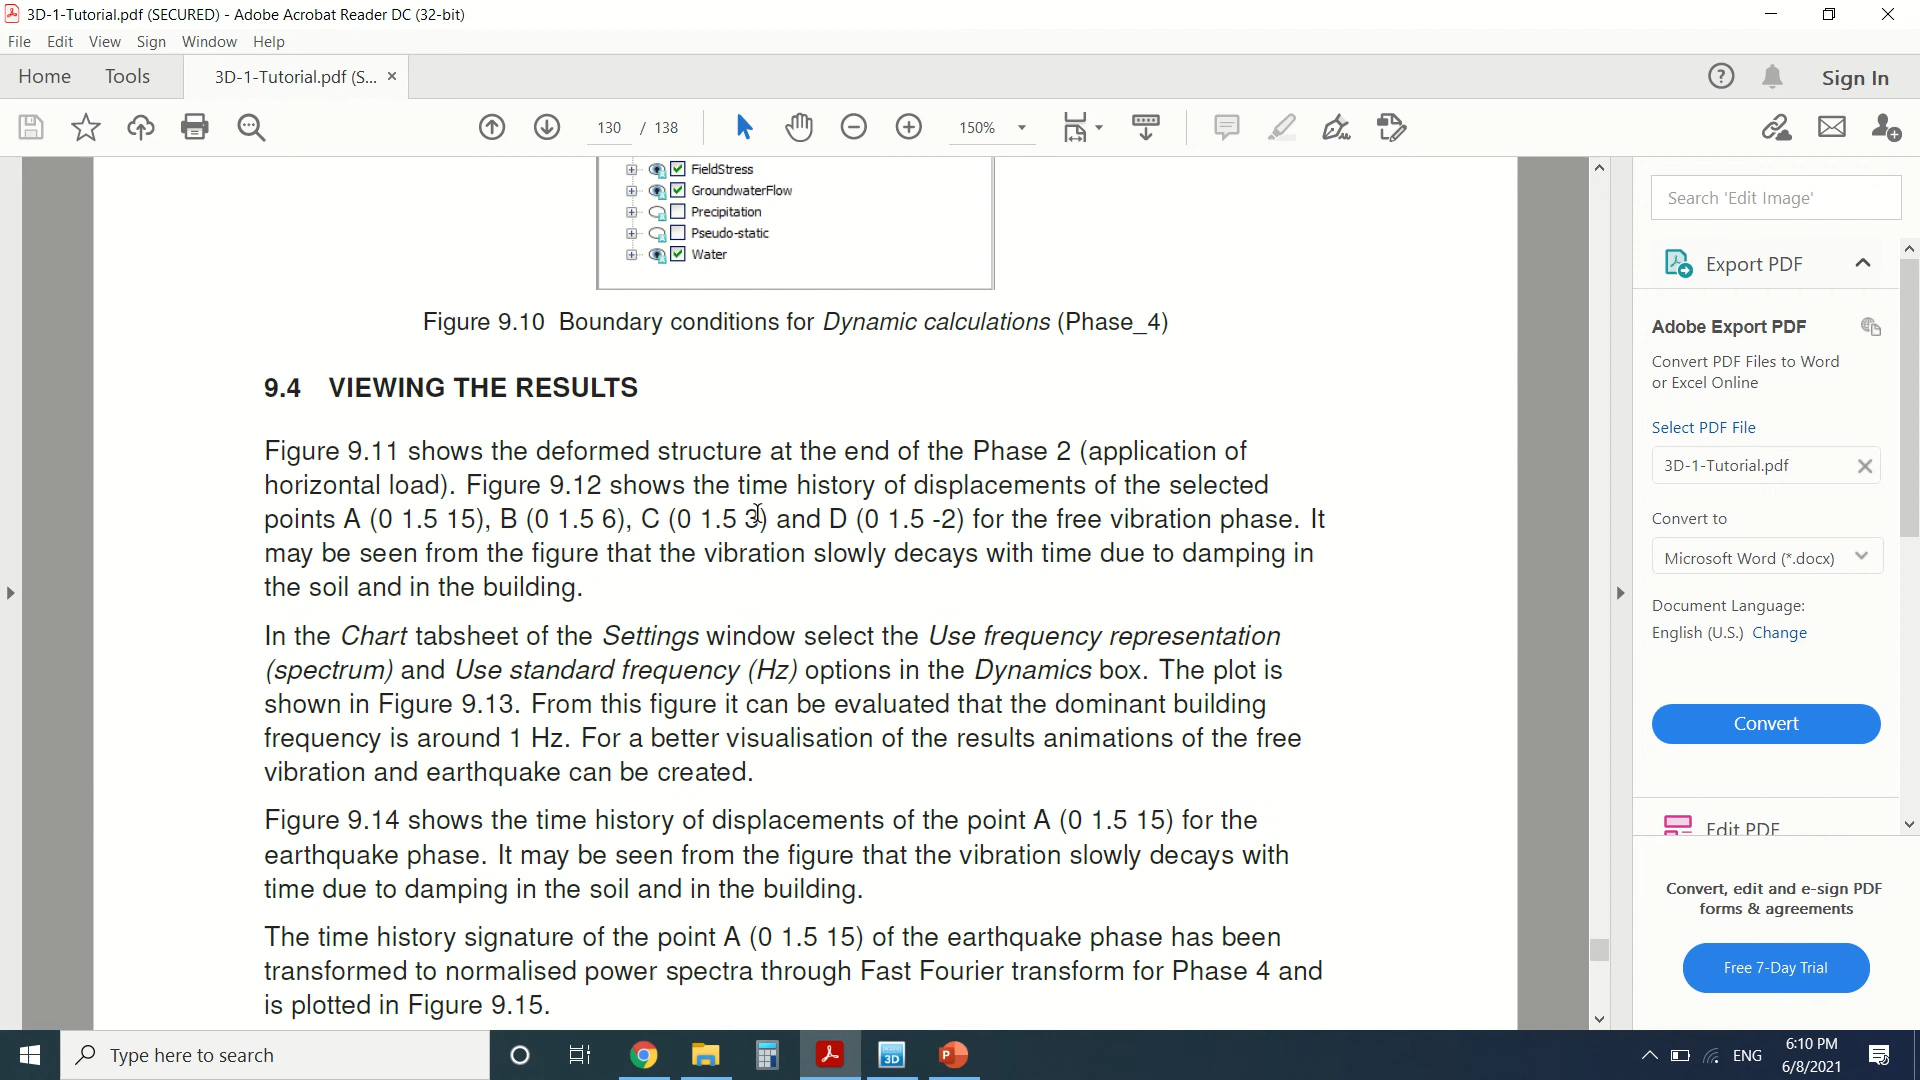 3D-1-Tutorial.pdf (SECURED) - Adobe Acrobat Reader DC (32-bit)
File Edit View Sign Window Help
Home Tools 3D-1-Tutorial.pdf (S... ×
? Sign In
130 / 138 150%
FieldStress
GroundwaterFlow
Precipitation
Pseudo-static
Water
Figure 9.10 Boundary conditions for Dynamic calculations (Phase_4)
9.4 VIEWING THE RESULTS
Figure 9.11 shows the deformed structure at the end of the Phase 2 (application of
horizontal load). Figure 9.12 shows the time history of displacements of the selected
points A (0 1.5 15), B (0 1.5 6), C (0 1.5 3) and D (0 1.5 -2) for the free vibration phase. It
may be seen from the figure that the vibration slowly decays with time due to damping in
the soil and in the building.
In the Chart tabsheet of the Settings window select the Use frequency representation
(spectrum) and Use standard frequency (Hz) options in the Dynamics box. The plot is
shown in Figure 9.13. From this figure it can be evaluated that the dominant building
frequency is around 1 Hz. For a better visualisation of the results animations of the free
vibration and earthquake can be created.
Figure 9.14 shows the time history of displacements of the point A (0 1.5 15) for the
earthquake phase. It may be seen from the figure that the vibration slowly decays with
time due to damping in the soil and in the building.
The time history signature of the point A (0 1.5 15) of the earthquake phase has been
transformed to normalised power spectra through Fast Fourier transform for Phase 4 and
is plotted in Figure 9.15.
Search 'Edit Image'
Export PDF
Adobe Export PDF
Convert PDF Files to Word
or Excel Online
Select PDF File
3D-1-Tutorial.pdf
Convert to
Microsoft Word (*.docx)
Document Language:
English (U.S.) Change
Convert
Edit PDF
Convert, edit and e-sign PDF
forms & agreements
Free 7-Day Trial
Type here to search
3D
P
ENG
6:10 PM
6/8/2021